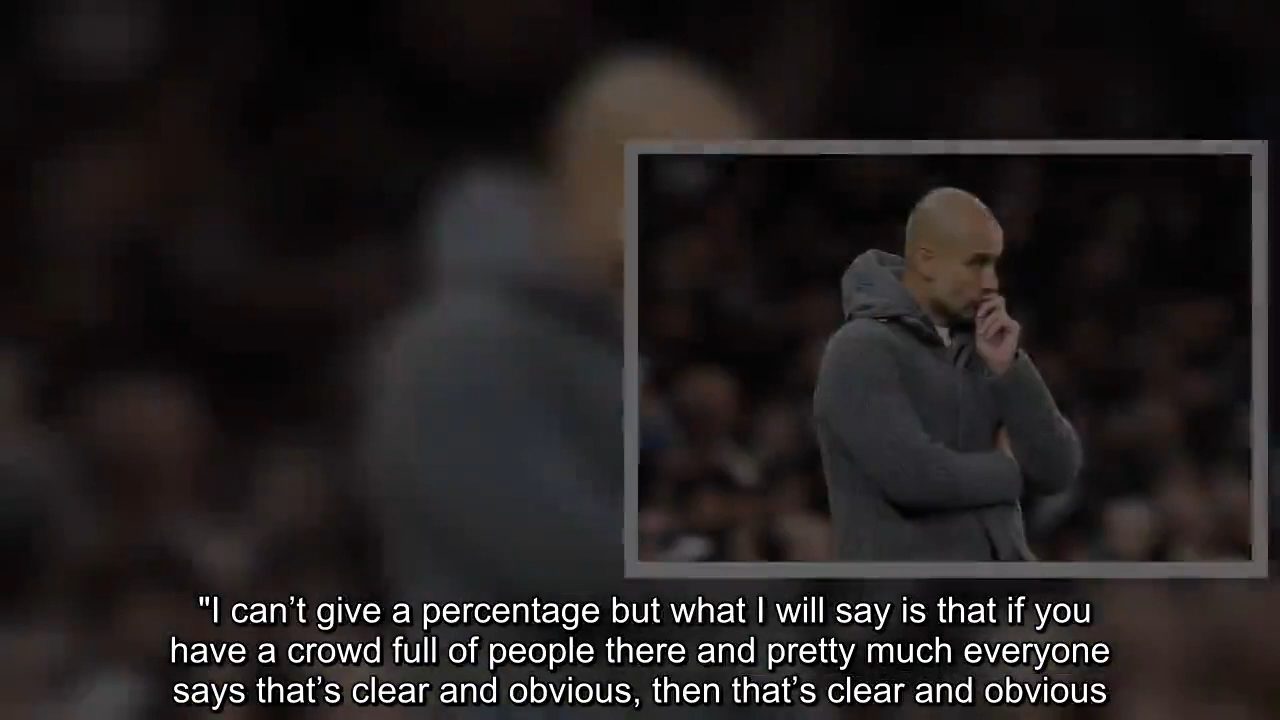 "I can’t give a percentage but what I will say is that if you
have a crowd full of people there and pretty much everyone
says that’s clear and obvious, then that’s clear and obvious